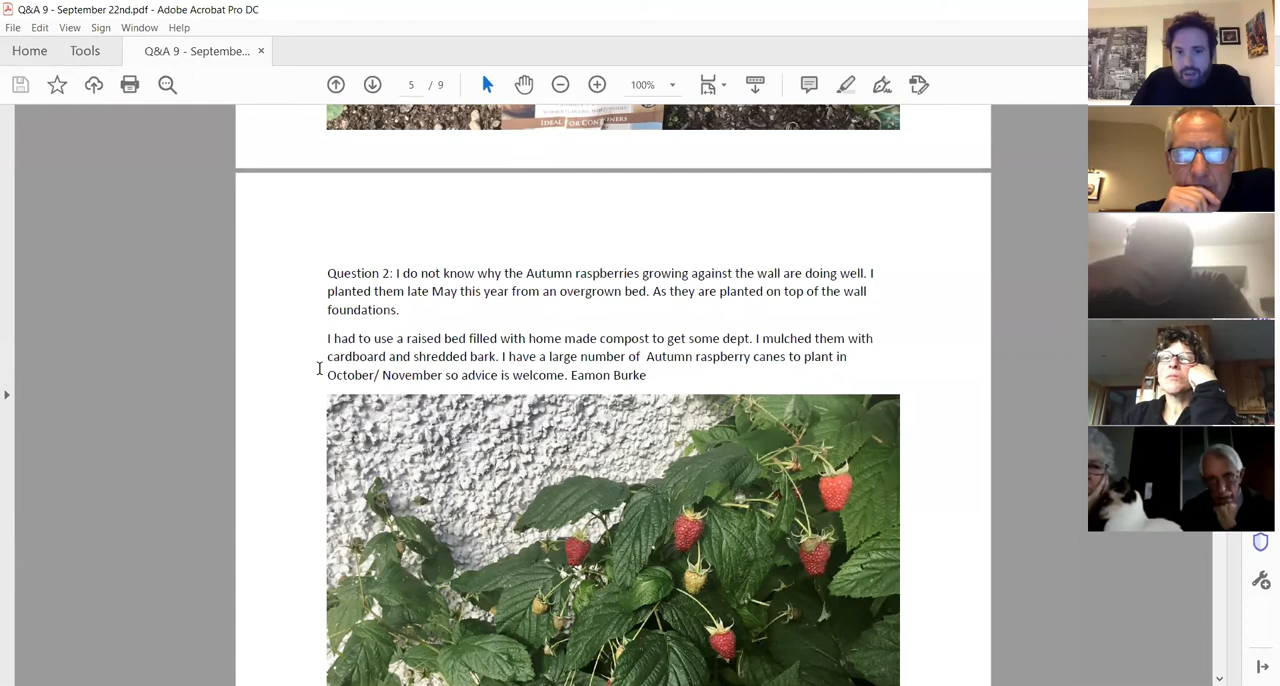 Q&A 9 - September 22nd.pdf - Adobe Acrobat Pro DC
File Edit View Sign Window Help
Home Tools Q&A 9 - Septembe... ×
5 / 9 100%
IDEAL FOR CONTAINERS
Question 2: I do not know why the Autumn raspberries growing against the wall are doing well. I
planted them late May this year from an overgrown bed. As they are planted on top of the wall
foundations.
I had to use a raised bed filled with home made compost to get some dept. I mulched them with
cardboard and shredded bark. I have a large number of  Autumn raspberry canes to plant in
October/ November so advice is welcome. Eamon Burke